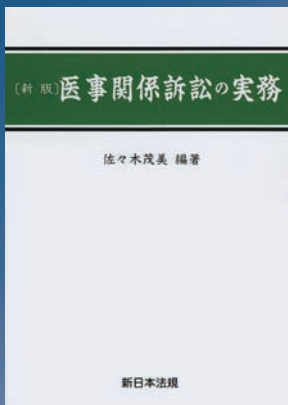 〔新版〕医事関係訴訟の実務
佐々木茂美 編著
新日本法規